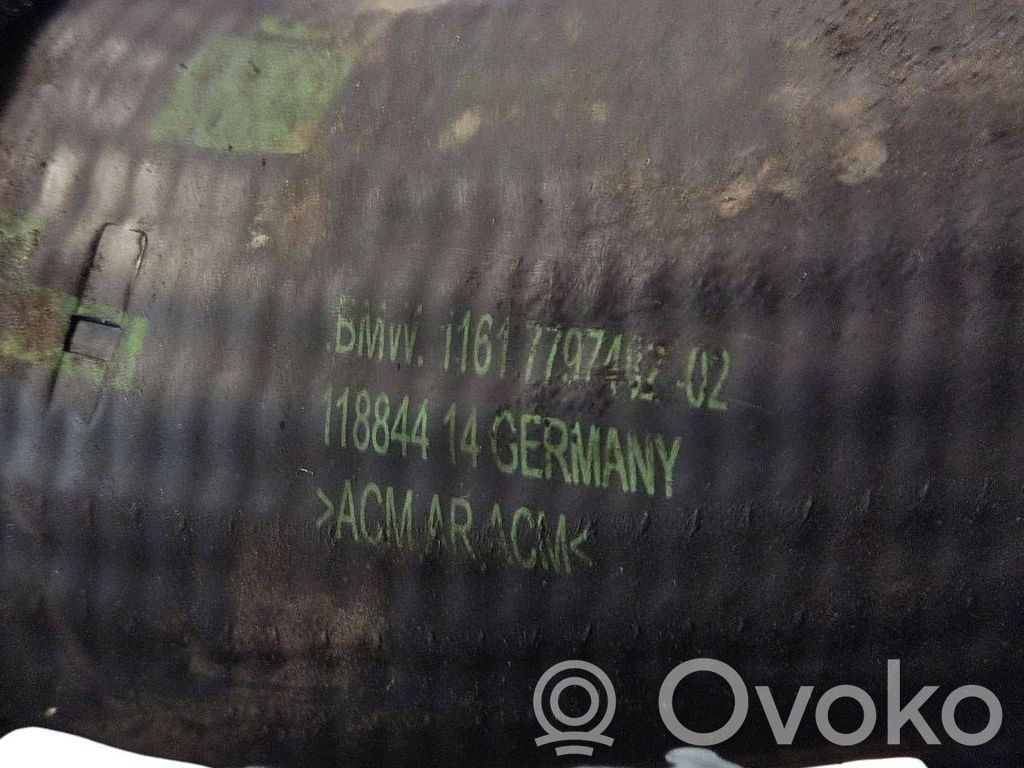 .BMW. 1161 -02
118844 14 GERMANY
>ACM AR ACM<
Ovoko